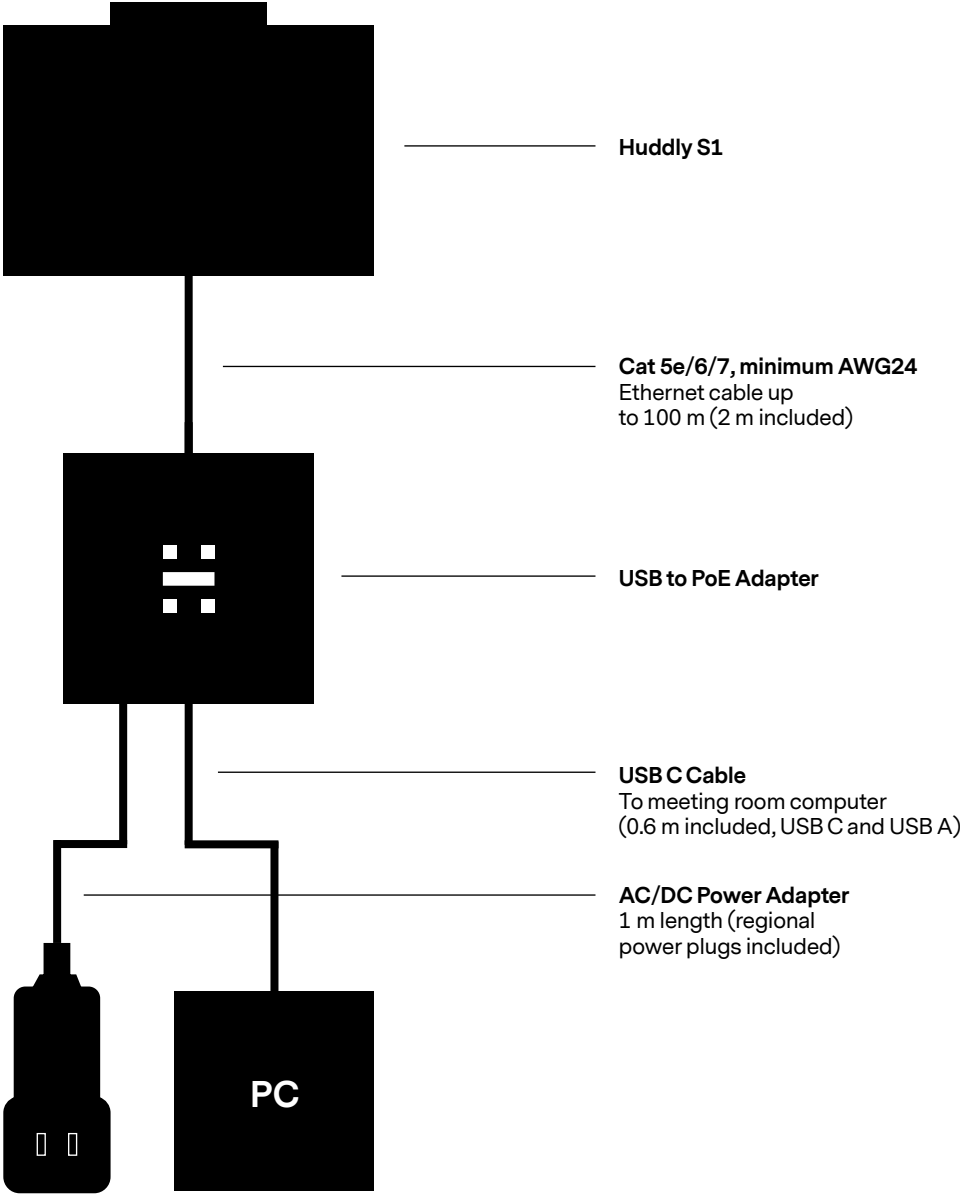 Huddly S1
Cat 5e/6/7, minimum AWG24
Ethernet cable up
to 100 m (2 m included)
USB to PoE Adapter
USB C Cable
To meeting room computer
(0.6 m included, USB C and USB A)
AC/DC Power Adapter
1 m length (regional
power plugs included)
PC